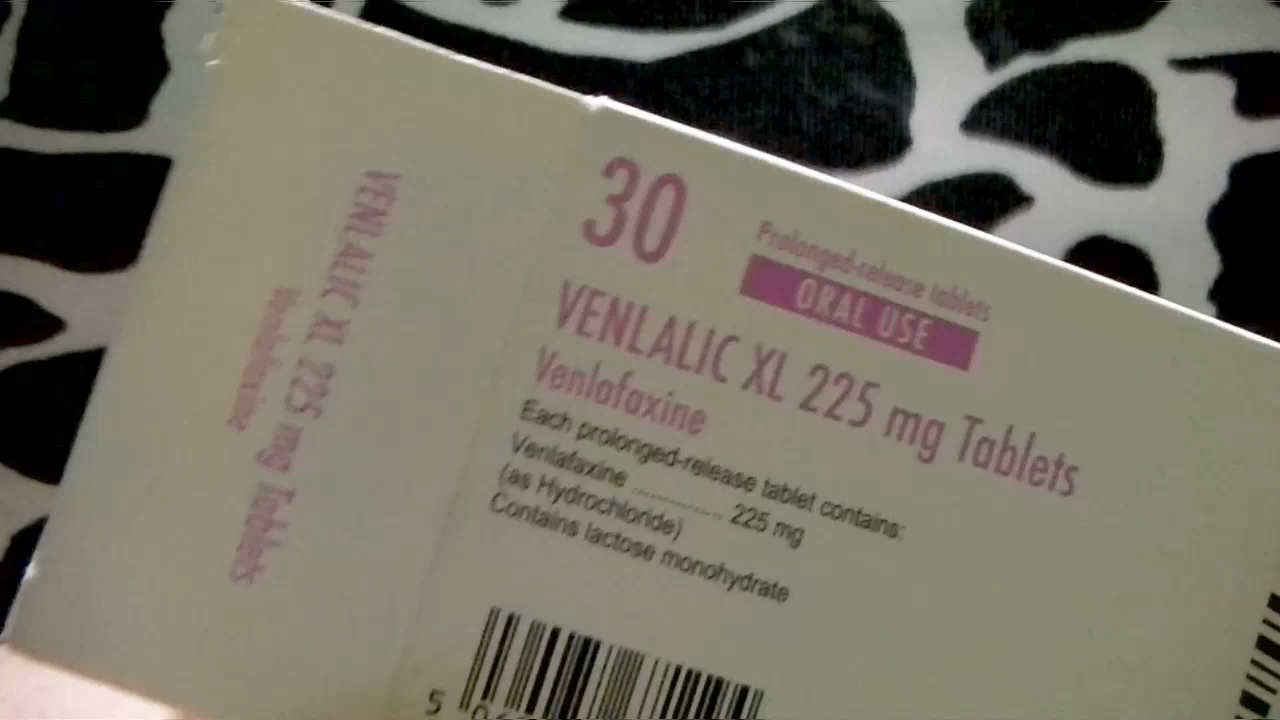 30
Prolonged-release tablets
ORAL USE
VENLALIC XL 225 mg Tablets
Venlafaxine
Each prolonged-release tablet contains:
Venlafaxine .................... 225 mg
(as Hydrochloride)
Contains lactose monohydrate
5
VENLALIC XL 225 mg Tablets
Venlafaxine